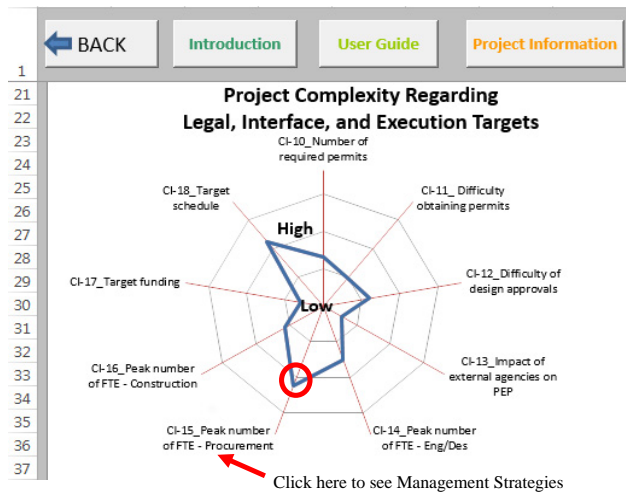 BACK
Introduction
User Guide
Project Information
1
21
22
23
24
25
26
27
28
29
30
31
32
33
34
35
36
37
Project Complexity Regarding
Legal, Interface, and Execution Targets
CI-10_Number of
required permits
CI-11_ Difficulty
obtaining permits
CI-12_Difficulty of
design approvals
CI-13_Impact of
external agencies on
PEP
CI-14_Peak number
of FTE - Eng/Des
CI-15_Peak number
of FTE - Procurement
CI-16_Peak number
of FTE - Construction
CI-17_Target funding
CI-18_Target
schedule
High
Low
Click here to see Management Strategies